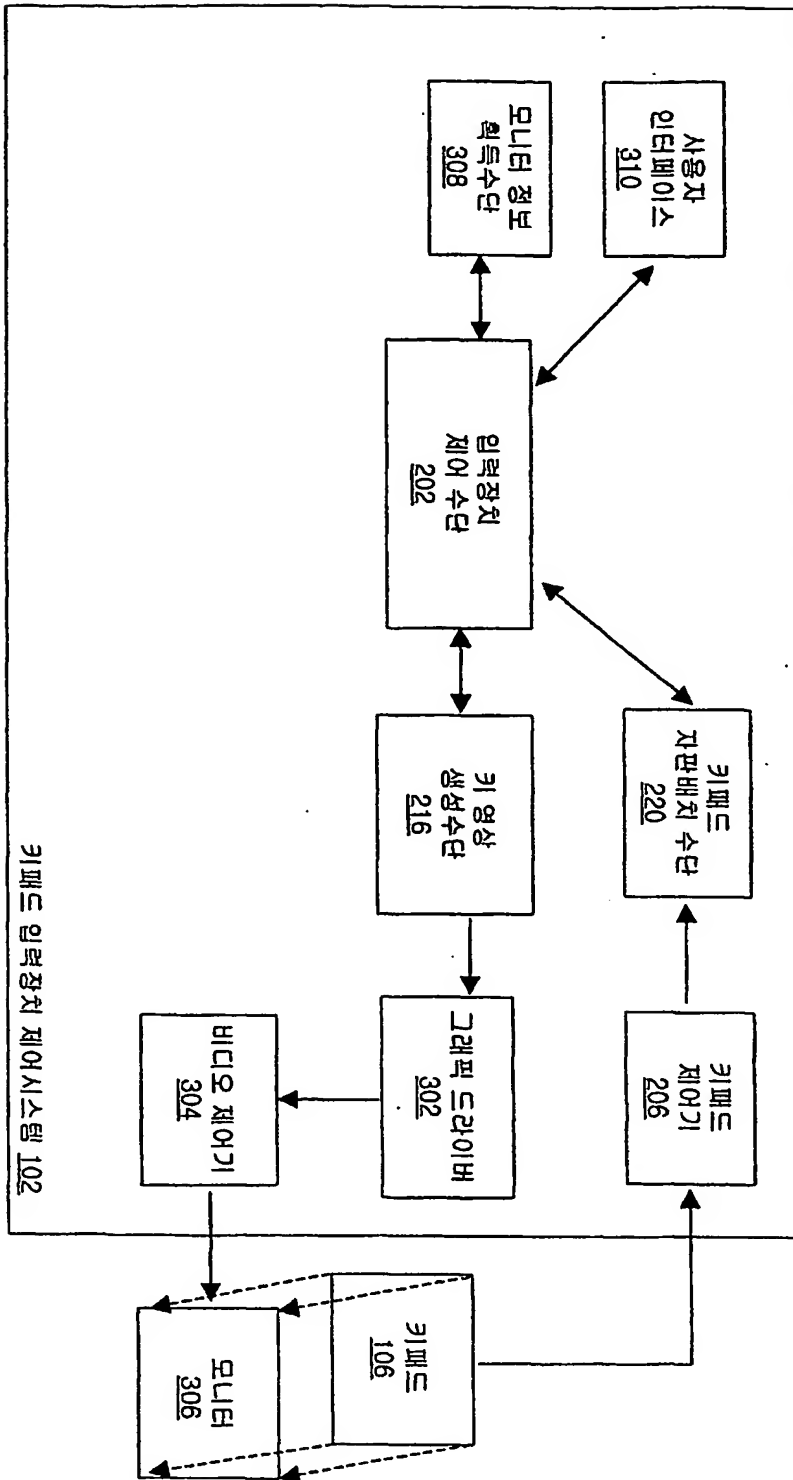 사용자
인터페이스
310
모니터 정보
획득수단
308
입력장치
제어 수단
202
키패드
자판배치 수단
220
키 영상
생성수단
216
키패드
제어기
206
그래픽 드라이버
302
비디오 제어기
304
키패드
106
모니터
306
키패드 입력장치 제어시스템 102